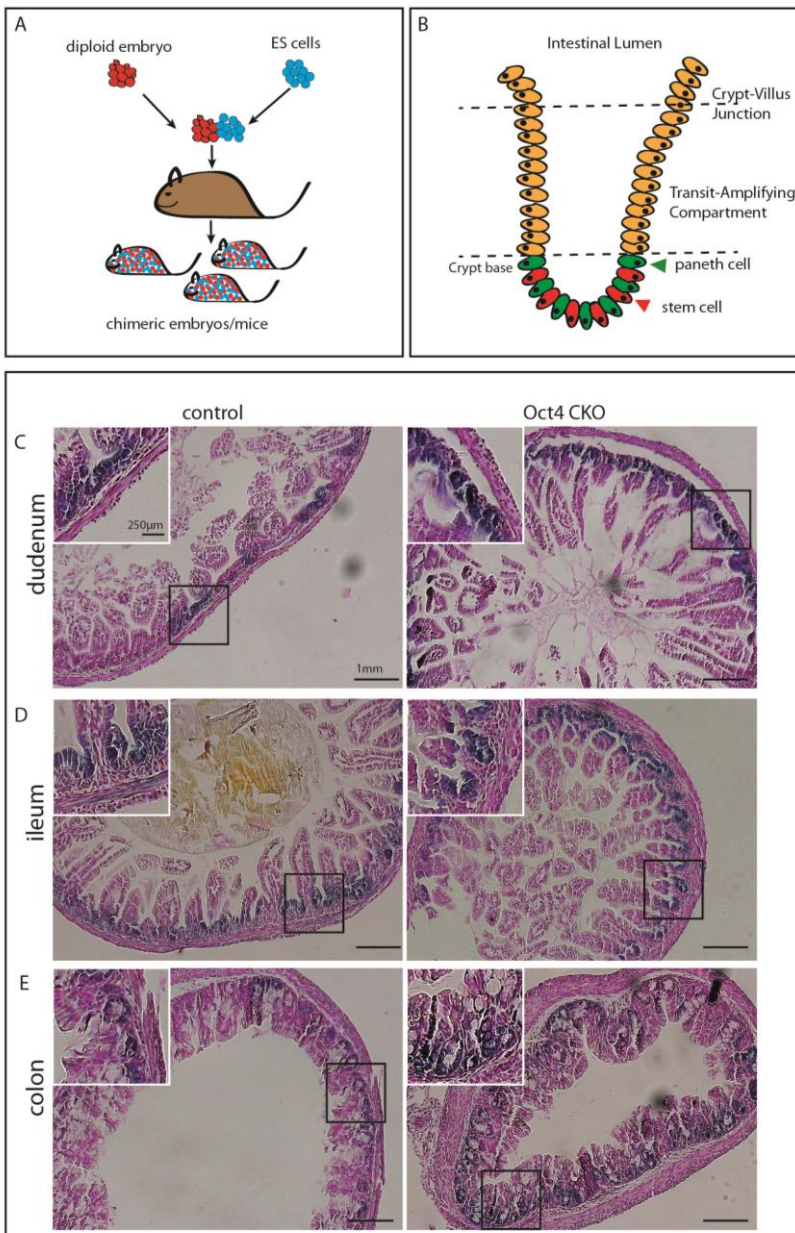 A
diploid embryo
ES cells
chimeric embryos/mice
B
Intestinal Lumen
Crypt-Villus
Junction
Transit-Amplifying
Compartment
Crypt base
paneth cell
stem cell
control
Oct4 CKO
C
dudenum
250μm
1mm
D
ileum
E
colon